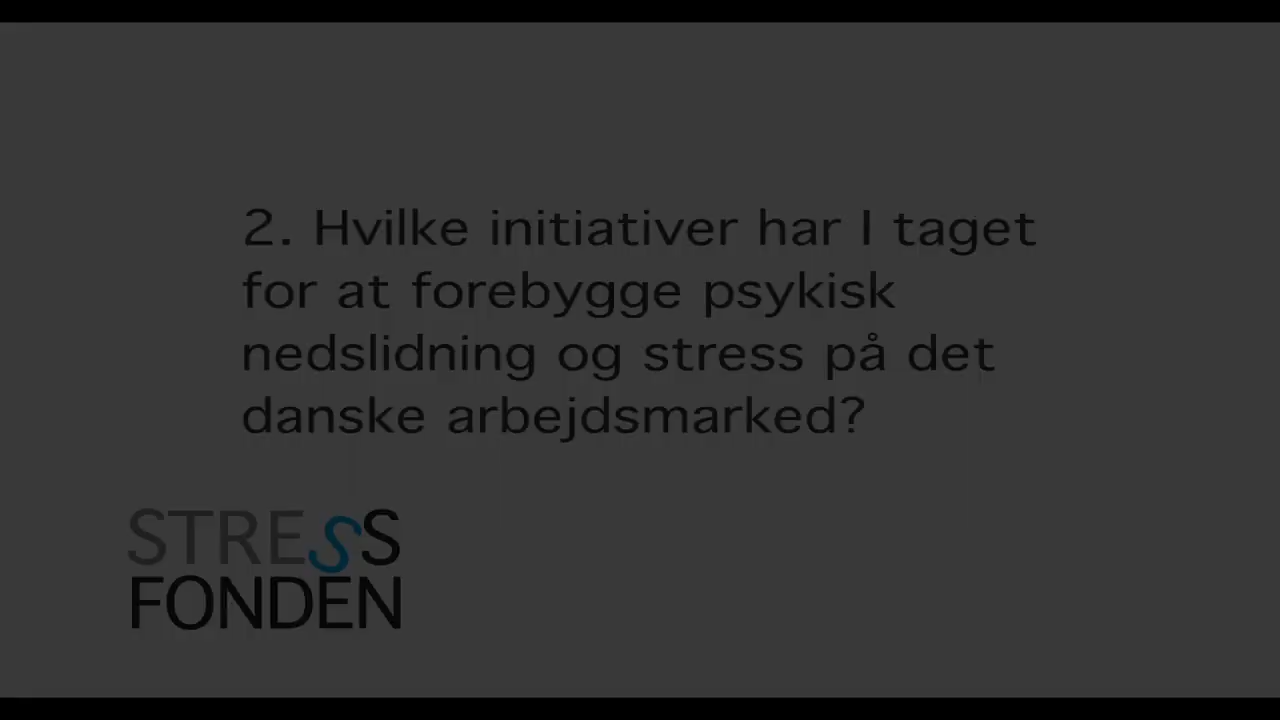 2. Hvilke initiativer har I taget
for at forebygge psykisk
nedslidning og stress på det
danske arbejdsmarked?
STRESS
FONDEN